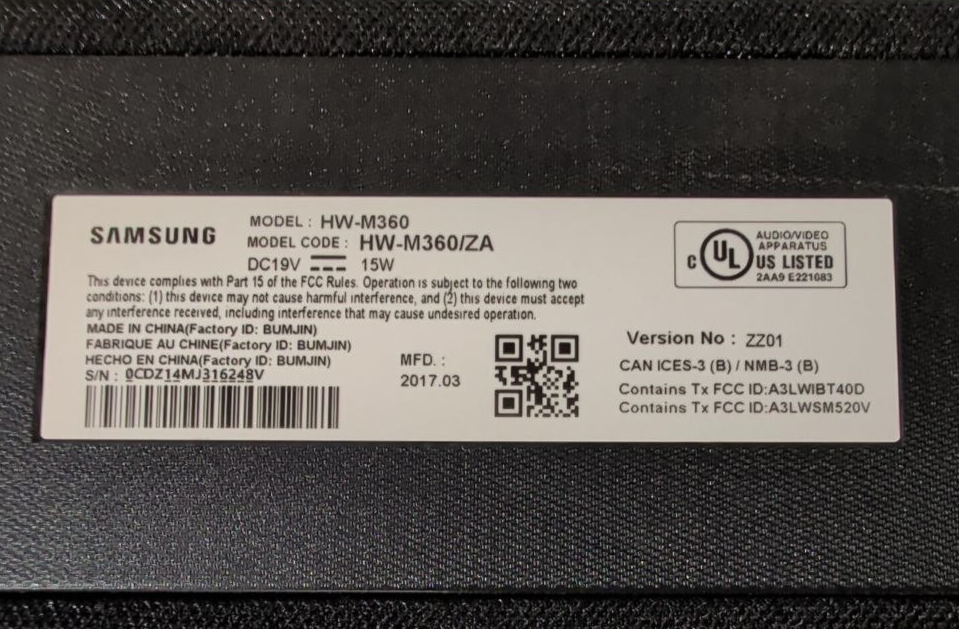 SAMSUNG
MODEL : HW-M360
MODEL CODE : HW-M360/ZA
DC19V 15W
This device complies with Part 15 of the FCC Rules. Operation is subject to the following two
conditions: (1) this device may not cause harmful interference, and (2) this device must accept
any interference received, including interference that may cause undesired operation.
MADE IN CHINA(Factory ID: BUMJIN)
FABRIQUE AU CHINE(Factory ID: BUMJIN)
HECHO EN CHINA(Factory ID: BUMJIN)
S/N : 0CDZ14MJ316248V
MFD. :
2017.03
C UL US LISTED
AUDIO/VIDEO
APPARATUS
2AA9 E221683
Version No : ZZ01
CAN ICES-3 (B) / NMB-3 (B)
Contains Tx FCC ID:A3LWIBT40D
Contains Tx FCC ID:A3LWSM520V